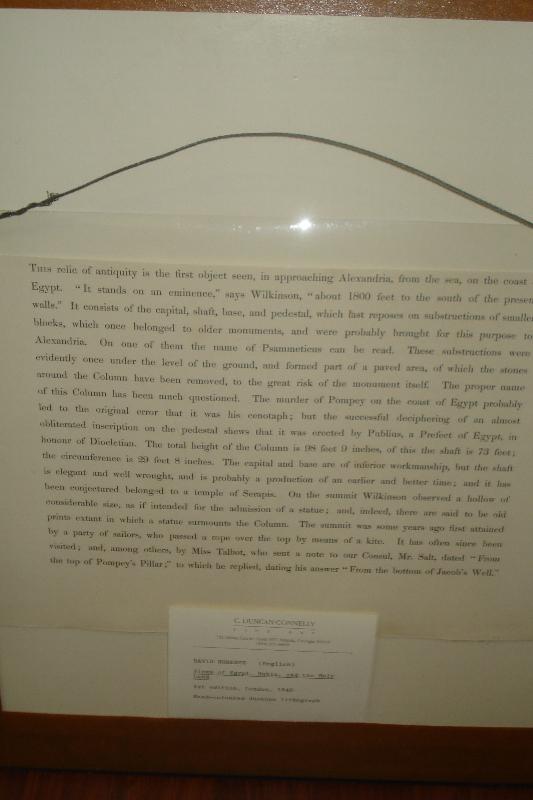 THIS relic of antiquity is the first object seen, in approaching Alexandria, from the sea, on the coast
Egypt. "It stands on an eminence," says Wilkinson, "about 1800 feet to the south of the presen
walls." It consists of the capital, shaft, base, and pedestal, which last reposes on substructions of smaller
blocks, which once belonged to older monuments, and were probably brought for this purpose to
Alexandria. On one of them the name of Psammeticus can be read. These substructions were
evidently once under the level of the ground, and formed part of a paved area, of which the stones
around the Column have been removed, to the great risk of the monument itself. The proper name
of this Column has been much questioned. The murder of Pompey on the coast of Egypt probably
led to the original error that it was his cenotaph; but the successful deciphering of an almost
obliterated inscription on the pedestal shews that it was erected by Publius, a Prefect of Egypt, in
honour of Diocletian. The total height of the Column is 98 feet 9 inches, of this the shaft is 73 feet;
the circumference is 29 feet 8 inches. The capital and base are of inferior workmanship, but the shaft
is elegant and well wrought, and is probably a production of an earlier and better time; and it has
been conjectured belonged to a temple of Serapis. On the summit Wilkinson observed a hollow of
considerable size, as if intended for the admission of a statue; and, indeed, there are said to be old
prints extant in which a statue surmounts the Column. The summit was some years ago first attained
by a party of sailors, who passed a rope over the top by means of a kite. It has often since been
visited; and, among others, by Miss Talbot, who sent a note to our Consul, Mr. Salt, dated "From
the top of Pompey's Pillar;" to which he replied, dating his answer "From the bottom of Jacob's Well."
C. DUNCAN CONNELLY
FINE ART
DAVID ROBERTS (English)
Views of Egypt, Nubia, and the Holy
Land
1st edition, London,
Hand-coloured duotone lithograph